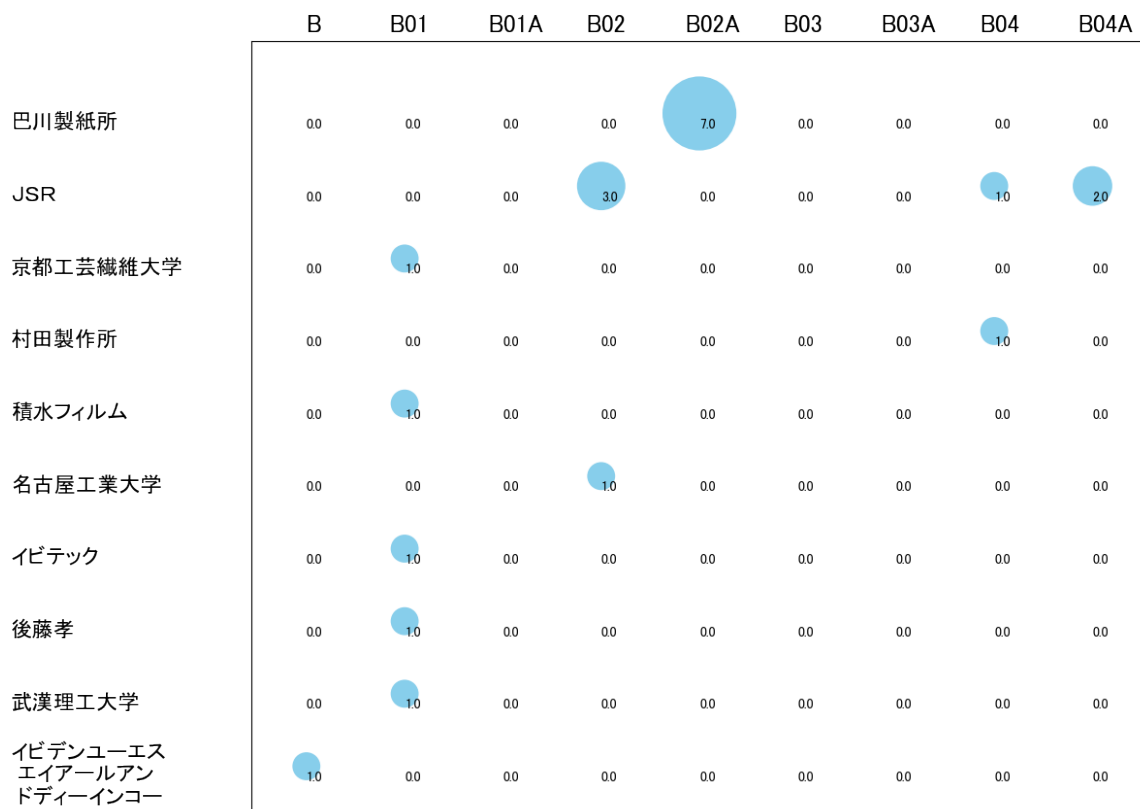 B B01 B01A B02 B02A B03 B03A B04 B04A
巴川製紙所 0.0 0.0 0.0 0.0 7.0 0.0 0.0 0.0 0.0
JSR 0.0 0.0 0.0 3.0 0.0 0.0 0.0 1.0 2.0
京都工芸繊維大学 0.0 1.0 0.0 0.0 0.0 0.0 0.0 0.0 0.0
村田製作所 0.0 0.0 0.0 0.0 0.0 0.0 0.0 1.0 0.0
積水フィルム 0.0 1.0 0.0 0.0 0.0 0.0 0.0 0.0 0.0
名古屋工業大学 0.0 0.0 0.0 1.0 0.0 0.0 0.0 0.0 0.0
イビテック 0.0 1.0 0.0 0.0 0.0 0.0 0.0 0.0 0.0
後藤孝 0.0 1.0 0.0 0.0 0.0 0.0 0.0 0.0 0.0
武漢理工大学 0.0 1.0 0.0 0.0 0.0 0.0 0.0 0.0 0.0
イビデンユーエス
エイアールアン 1.0 0.0 0.0 0.0 0.0 0.0 0.0 0.0 0.0
ドディーインコー